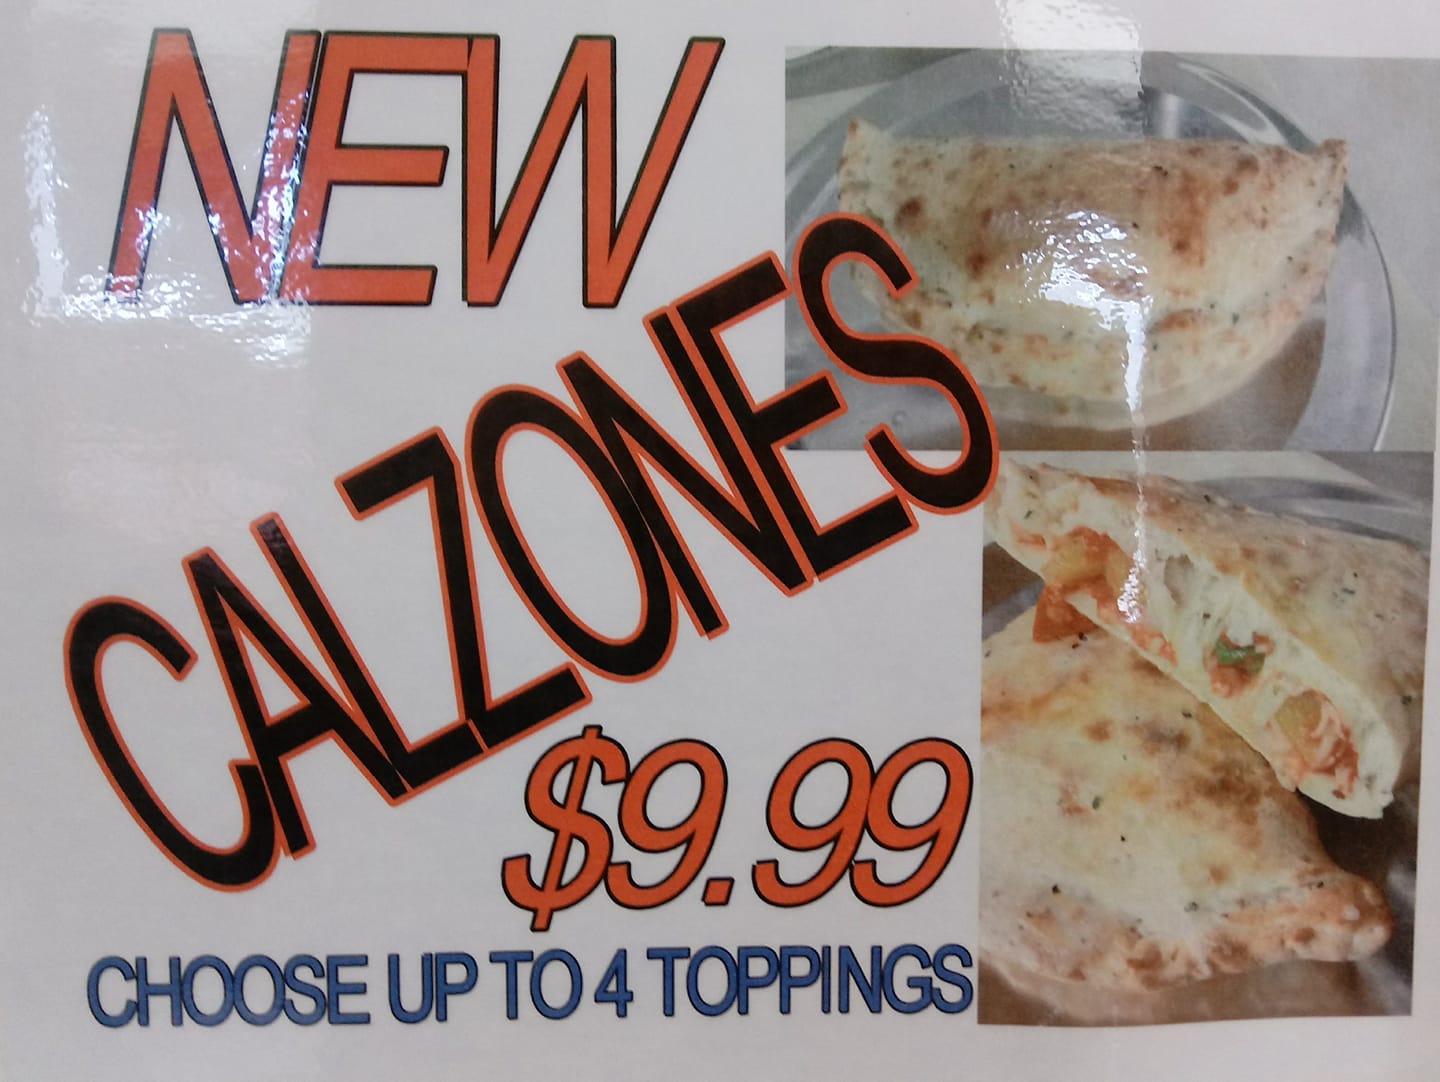 NEW
CALZONES
$9.99
CHOOSE UP TO 4 TOPPINGS